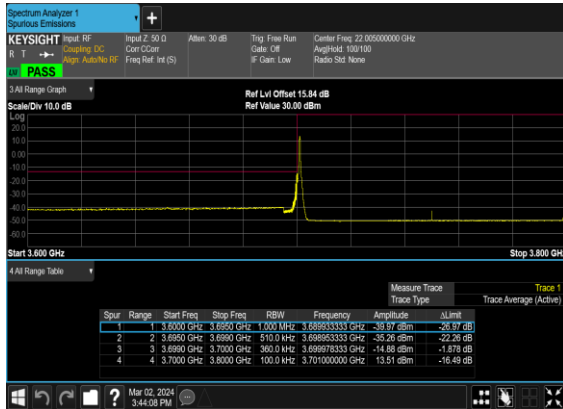 Spectrum Analyzer 1
Spurious Emissions
+
KEYSIGHT Input: RF Input Z: 50 Ω Atten: 30 dB Trig: Free Run Center Freq: 22.005000000 GHz
R T Coupling: DC Corr CCorr Gate: Off Avg|Hold: 100/100
Align: Auto/No RF Freq Ref: Int (S) IF Gain: Low Radio Std: None
LU PASS
3 All Range Graph Ref Lvl Offset 15.84 dB
Scale/Div 10.0 dB Ref Value 30.00 dBm
Log
20.0
10.0
0.00
-10.0
-20.0
-30.0
-40.0
-50.0
-60.0
Start 3.600 GHz Stop 3.800 GHz
4 All Range Table
Measure Trace Trace 1
Trace Type Trace Average (Active)
Spur Range Start Freq Stop Freq RBW Frequency Amplitude ΔLimit
1 1 3.6000 GHz 3.6950 GHz 1.000 MHz 3.689933333 GHz -39.97 dBm -26.97 dB
2 2 3.6950 GHz 3.6990 GHz 510.0 kHz 3.698953333 GHz -35.26 dBm -22.26 dB
3 3 3.6990 GHz 3.7000 GHz 360.0 kHz 3.699978333 GHz -14.88 dBm -1.878 dB
4 4 3.7000 GHz 3.8000 GHz 100.0 kHz 3.701000000 GHz 13.51 dBm -16.49 dB
? Mar 02, 2024
3:44:08 PM